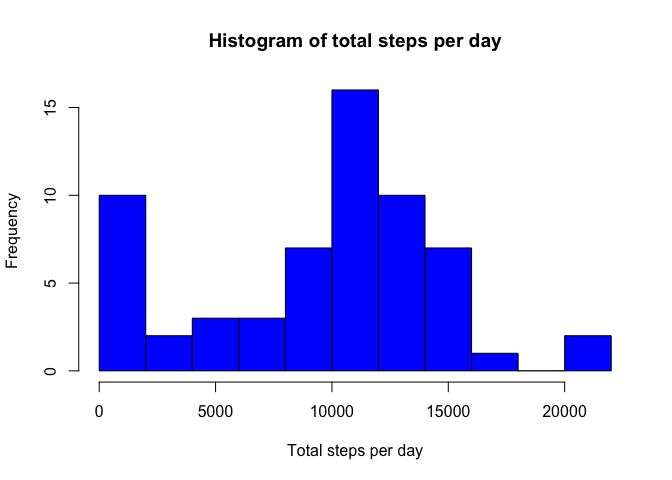 Histogram of total steps per day
Frequency
15
10
5
0
0 5000 10000 15000 20000
Total steps per day